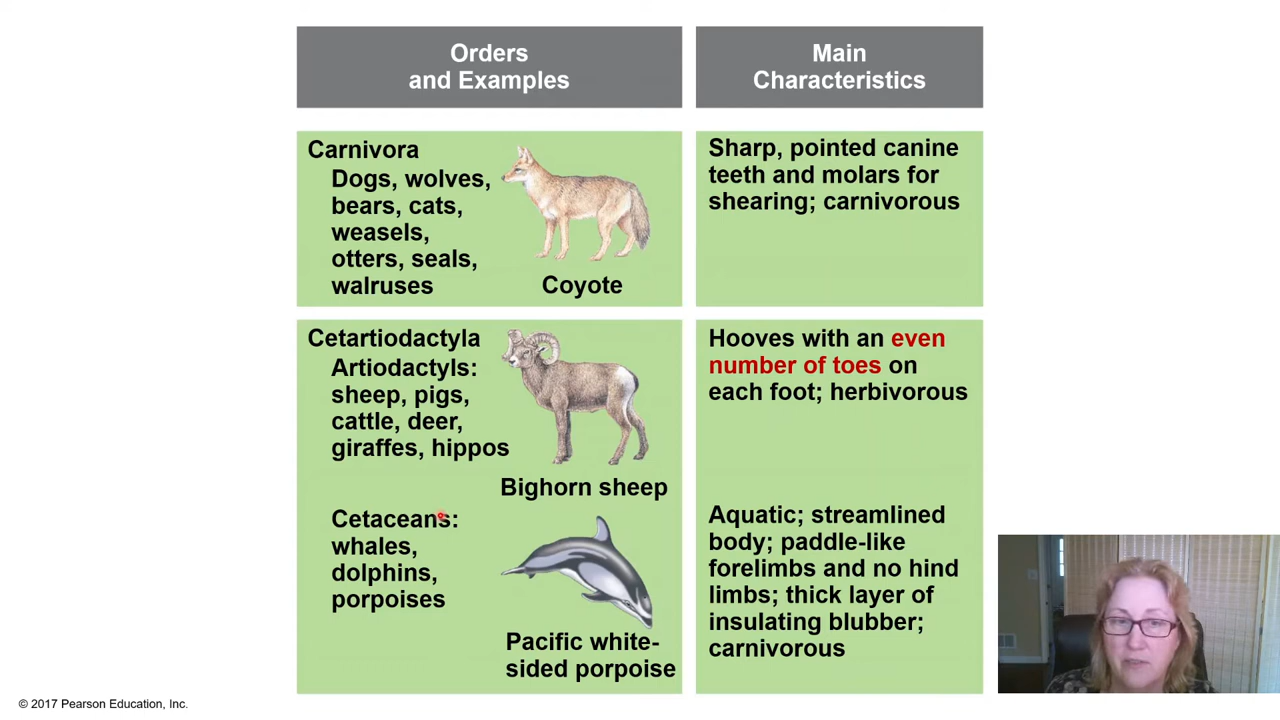 Orders
and Examples
Main
Characteristics
Carnivora
Dogs, wolves,
bears, cats,
weasels,
otters, seals,
walruses
Coyote
Sharp, pointed canine
teeth and molars for
shearing; carnivorous
Cetartiodactyla
Artiodactyls:
sheep, pigs,
cattle, deer,
giraffes, hippos
Bighorn sheep
Hooves with an even
number of toes on
each foot; herbivorous
Cetaceans:
whales,
dolphins,
porpoises
Pacific white-
sided porpoise
Aquatic; streamlined
body; paddle-like
forelimbs and no hind
limbs; thick layer of
insulating blubber;
carnivorous
© 2017 Pearson Education, Inc.